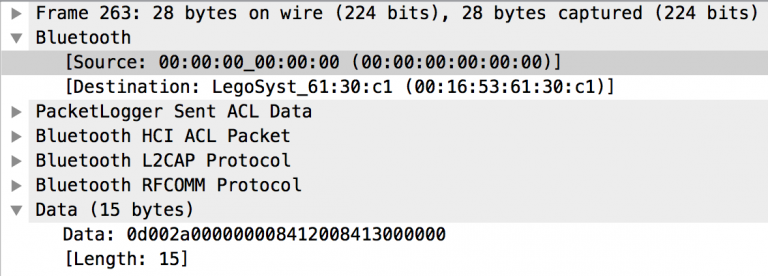 Frame 263: 28 bytes on wire (224 bits), 28 bytes captured (224 bits)
Bluetooth
[Source: 00:00:00_00:00:00 (00:00:00:00:00:00)]
[Destination: LegoSyst_61:30:c1 (00:16:53:61:30:c1)]
PacketLogger Sent ACL Data
Bluetooth HCI ACL Packet
Bluetooth L2CAP Protocol
Bluetooth RFCOMM Protocol
Data (15 bytes)
Data: 0d002a000000008412008413000000
[Length: 15]